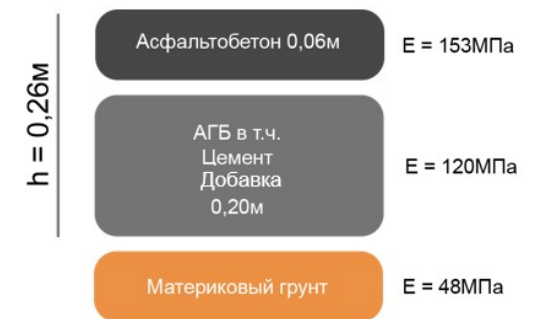 h = 0,26м
Асфальтобетон 0,06м
E = 153МПа
АГБ в т.ч.
Цемент
Добавка
0,20м
E = 120МПа
Материковый грунт
E = 48МПа